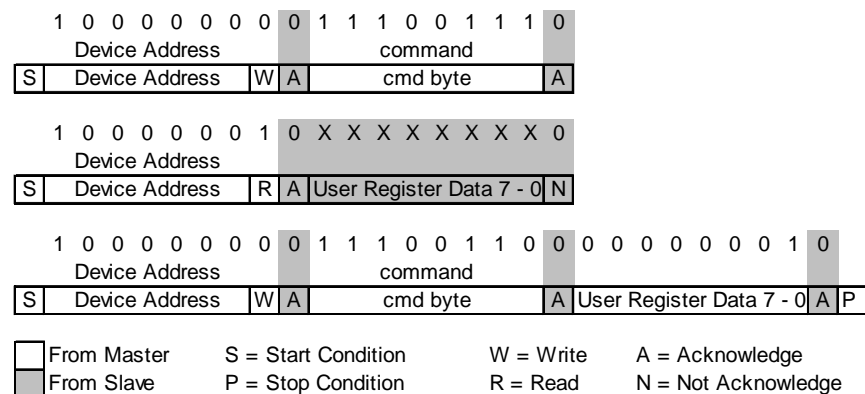 1 0 0 0 0 0 0 0 0 1 1 1 0 0 1 1 1 0
Device Address command
S Device Address W A cmd byte A
1 0 0 0 0 0 0 1 0 X X X X X X X X 0
Device Address
S Device Address R A User Register Data 7 - 0 N
1 0 0 0 0 0 0 0 0 1 1 1 0 0 1 1 0 0 0 0 0 0 0 0 0 1 0
Device Address command
S Device Address W A cmd byte A User Register Data 7 - 0 A P
From Master S = Start Condition W = Write A = Acknowledge
From Slave P = Stop Condition R = Read N = Not Acknowledge